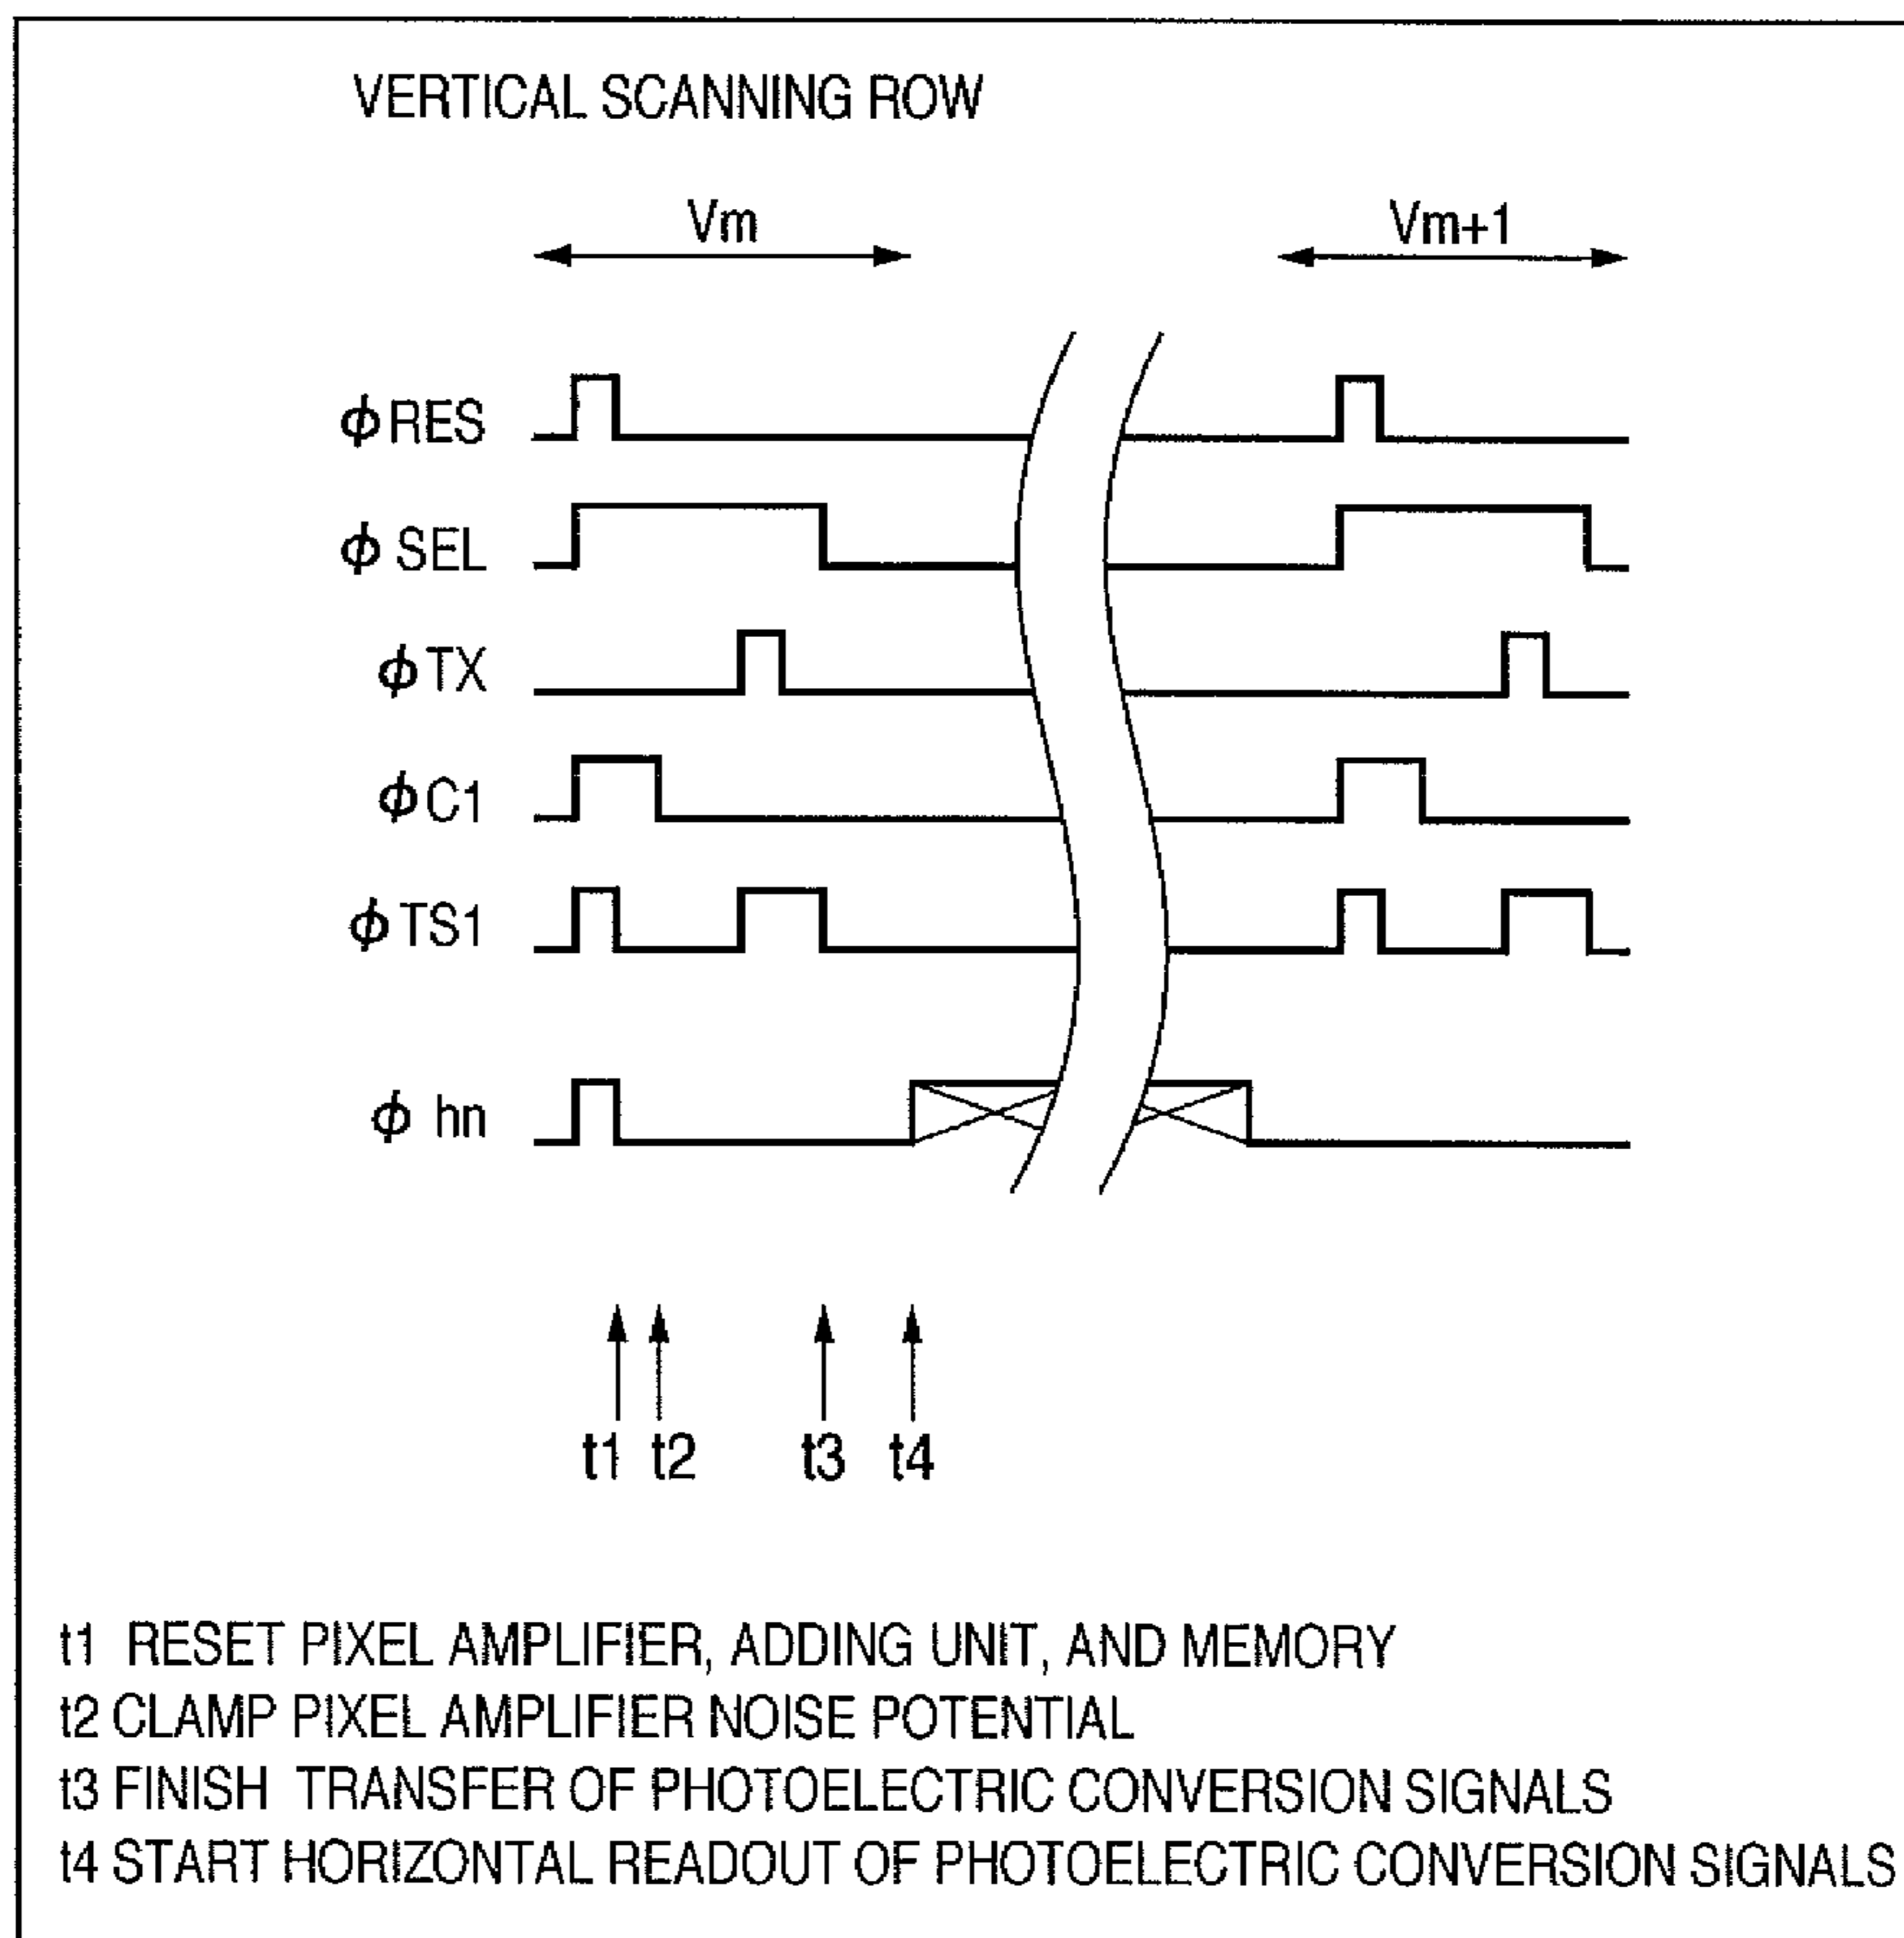 VERTICAL SCANNING ROW
Vm Vm+1
ϕRES
ϕ SEL
ϕTX
ϕC1
ϕTS1
ϕ hn
t1 t2 t3 t4
t1 RESET PIXEL AMPLIFIER, ADDING UNIT, AND MEMORY
t2 CLAMP PIXEL AMPLIFIER NOISE POTENTIAL
t3 FINISH TRANSFER OF PHOTOELECTRIC CONVERSION SIGNALS
t4 START HORIZONTAL READOUT OF PHOTOELECTRIC CONVERSION SIGNALS